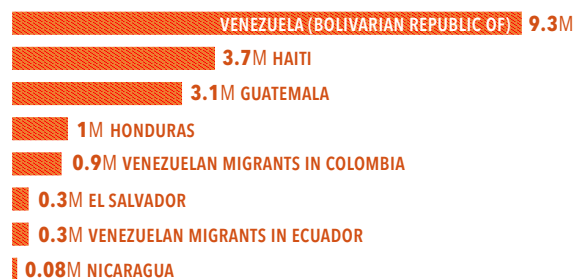 VENEZUELA (BOLIVARIAN REPUBLIC OF) 9.3M
3.7M HAITI
3.1M GUATEMALA
1M HONDURAS
0.9M VENEZUELAN MIGRANTS IN COLOMBIA
0.3M EL SALVADOR
0.3M VENEZUELAN MIGRANTS IN ECUADOR
0.08M NICARAGUA